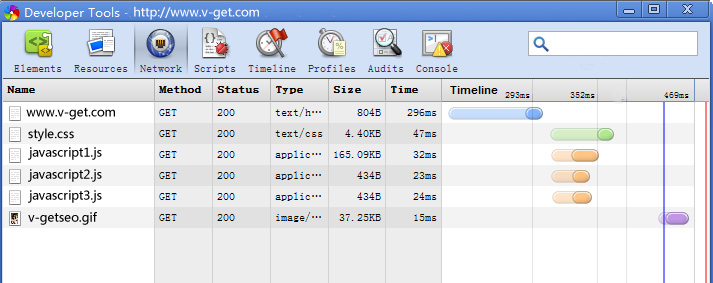 Developer Tools - http://www.v-get.com
Elements Resources Network Scripts Timeline Profiles Audits Console
Name Method Status Type Size Time Timeline 293ms 352ms 469ms
www.v-get.com GET 200 text/h… 804B 296ms
style.css GET 200 text/css 4.40KB 47ms
javascript1.js GET 200 applic… 165.09KB 32ms
javascript2.js GET 200 applic… 434B 23ms
javascript3.js GET 200 applic… 434B 24ms
v-getseo.gif GET 200 image/… 37.25KB 15ms